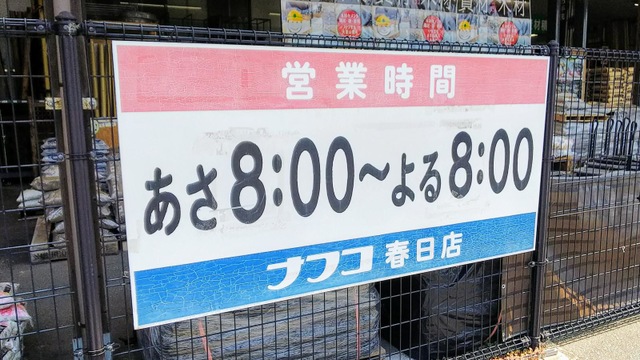 営業時間
あさ8:00~よる8:00
ナフコ 春日店